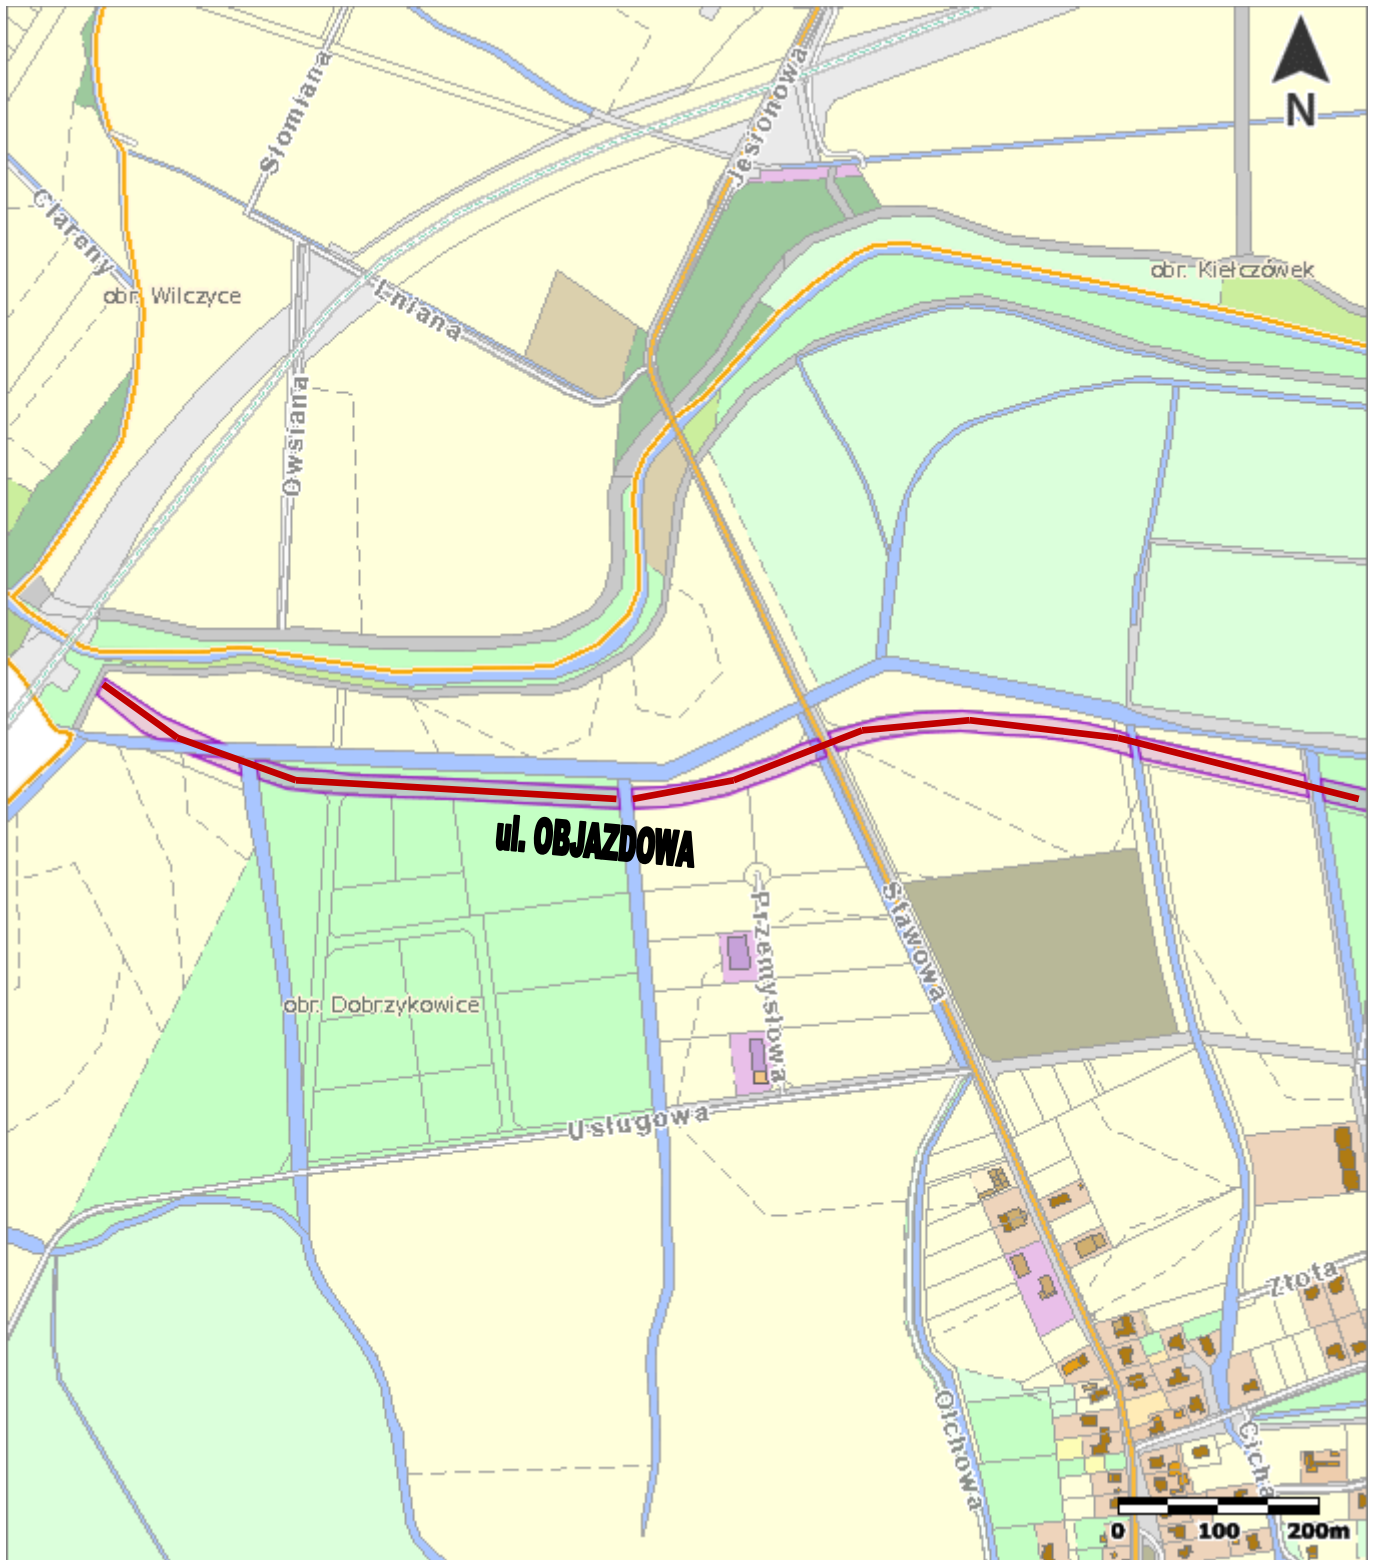 Słomiana
Jesionowa
N
Clareny
obr. Wilczyce
obr. Kiełczówek
Lniana
Owsiana
ul. OBJAZDOWA
Stawowa
Przemysłowa
obr. Dobrzykowice
Usługowa
Złota
Olchowa
Cicha
0 100 200m